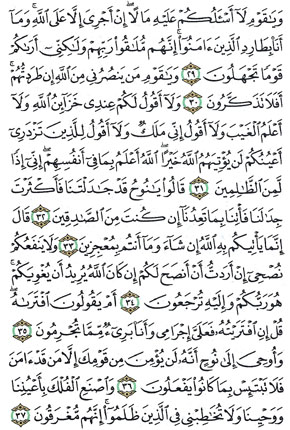 وَيَٰقَوْمِ لَآ أَسْـَٔلُكُمْ عَلَيْهِ مَالًا ۖ إِنْ أَجْرِىَ إِلَّا عَلَى ٱللَّهِ ۚ وَمَآ
أَنَا۠ بِطَارِدِ ٱلَّذِينَ ءَامَنُوٓا۟ ۚ إِنَّهُم مُّلَٰقُوا۟ رَبِّهِمْ وَلَٰكِنِّىٓ أَرَىٰكُمْ
قَوْمًا تَجْهَلُونَ ٢٩ وَيَٰقَوْمِ مَن يَنصُرُنِى مِنَ ٱللَّهِ إِن طَرَدتُّهُمْ ۚ
أَفَلَا تَذَكَّرُونَ ٣٠ وَلَآ أَقُولُ لَكُمْ عِندِى خَزَآئِنُ ٱللَّهِ وَلَآ
أَعْلَمُ ٱلْغَيْبَ وَلَآ أَقُولُ إِنِّى مَلَكٌ وَلَآ أَقُولُ لِلَّذِينَ تَزْدَرِىٓ
أَعْيُنُكُمْ لَن يُؤْتِيَهُمُ ٱللَّهُ خَيْرًا ۖ ٱللَّهُ أَعْلَمُ بِمَا فِىٓ أَنفُسِهِمْ ۖ إِنِّىٓ إِذًا
لَّمِنَ ٱلظَّٰلِمِينَ ٣١ قَالُوا۟ يَٰنُوحُ قَدْ جَٰدَلْتَنَا فَأَكْثَرْتَ
جِدَٰلَنَا فَأْتِنَا بِمَا تَعِدُنَآ إِن كُنتَ مِنَ ٱلصَّٰدِقِينَ ٣٢ قَالَ
إِنَّمَا يَأْتِيكُم بِهِ ٱللَّهُ إِن شَآءَ وَمَآ أَنتُم بِمُعْجِزِينَ ٣٣ وَلَا يَنفَعُكُمْ
نُصْحِىٓ إِنْ أَرَدتُّ أَنْ أَنصَحَ لَكُمْ إِن كَانَ ٱللَّهُ يُرِيدُ أَن يُغْوِيَكُمْ ۚ
هُوَ رَبُّكُمْ وَإِلَيْهِ تُرْجَعُونَ ٣٤ أَمْ يَقُولُونَ ٱفْتَرَىٰهُ ۖ
قُلْ إِنِ ٱفْتَرَيْتُهُۥ فَعَلَىَّ إِجْرَامِى وَأَنَا۠ بَرِىٓءٌ مِّمَّا تُجْرِمُونَ ٣٥
وَأُوحِىَ إِلَىٰ نُوحٍ أَنَّهُۥ لَن يُؤْمِنَ مِن قَوْمِكَ إِلَّا مَن قَدْ ءَامَنَ
فَلَا تَبْتَئِسْ بِمَا كَانُوا۟ يَفْعَلُونَ ٣٦ وَٱصْنَعِ ٱلْفُلْكَ بِأَعْيُنِنَا
وَوَحْيِنَا وَلَا تُخَٰطِبْنِى فِى ٱلَّذِينَ ظَلَمُوٓا۟ ۚ إِنَّهُم مُّغْرَقُونَ ٣٧